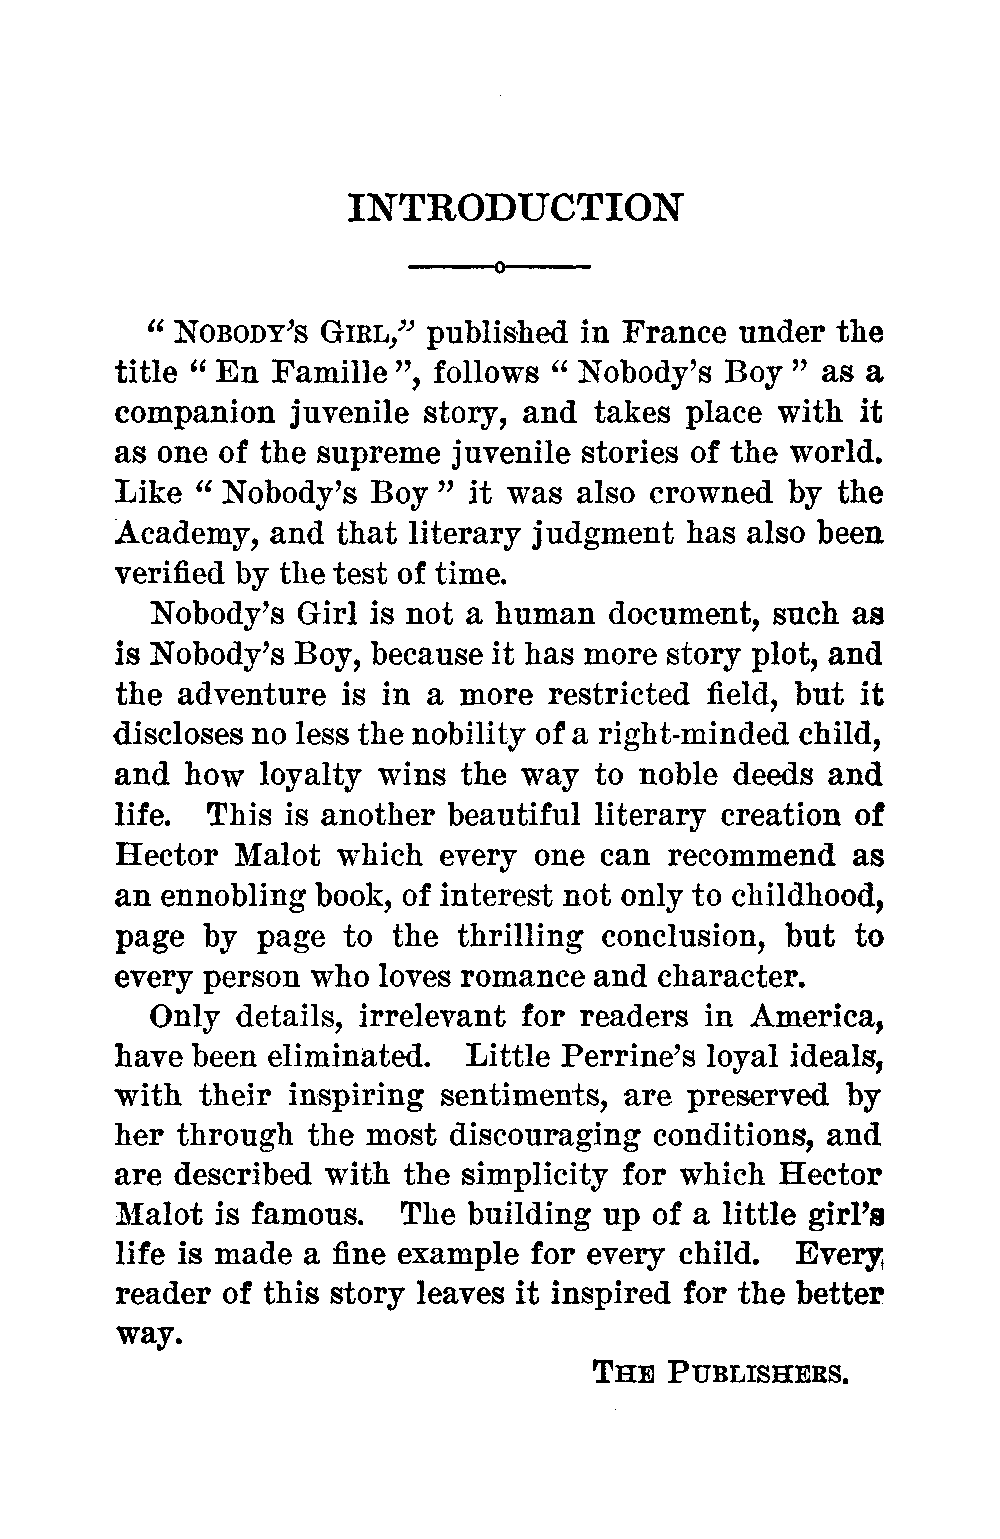 INTRODUCTION
“ NOBODY’S GIRL,” published in France under the
title “ En Famille ”, follows “ Nobody’s Boy ” as a
companion juvenile story, and takes place with it
as one of the supreme juvenile stories of the world.
Like “ Nobody’s Boy ” it was also crowned by the
Academy, and that literary judgment has also been
verified by the test of time.
Nobody’s Girl is not a human document, such as
is Nobody’s Boy, because it has more story plot, and
the adventure is in a more restricted field, but it
discloses no less the nobility of a right-minded child,
and how loyalty wins the way to noble deeds and
life. This is another beautiful literary creation of
Hector Malot which every one can recommend as
an ennobling book, of interest not only to childhood,
page by page to the thrilling conclusion, but to
every person who loves romance and character.
Only details, irrelevant for readers in America,
have been eliminated. Little Perrine’s loyal ideals,
with their inspiring sentiments, are preserved by
her through the most discouraging conditions, and
are described with the simplicity for which Hector
Malot is famous. The building up of a little girl’s
life is made a fine example for every child. Every
reader of this story leaves it inspired for the better
way.
THE PUBLISHERS.